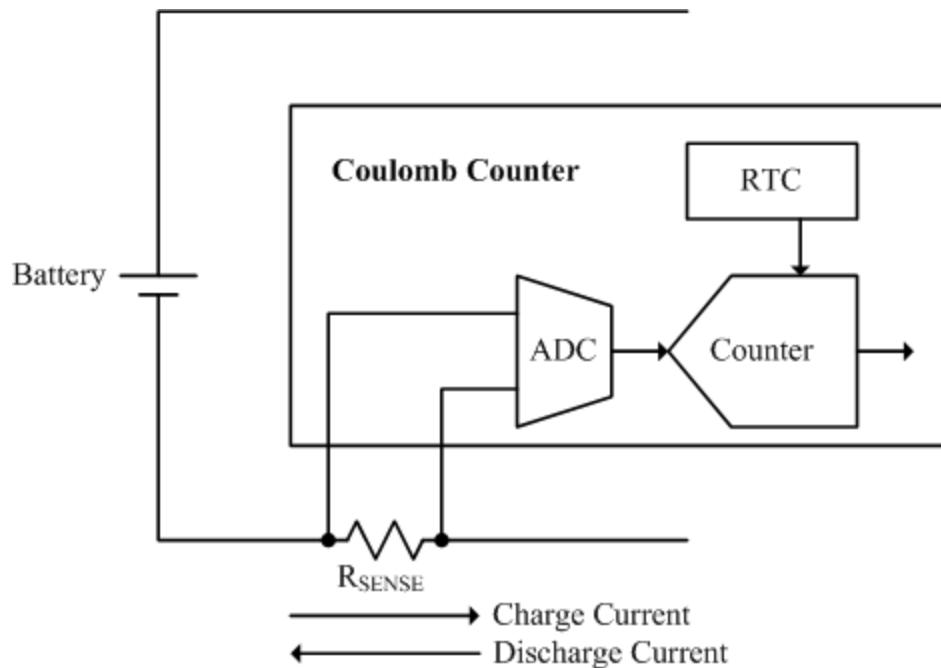 Coulomb Counter
RTC
Battery
ADC
Counter
RSENSE
Charge Current
Discharge Current